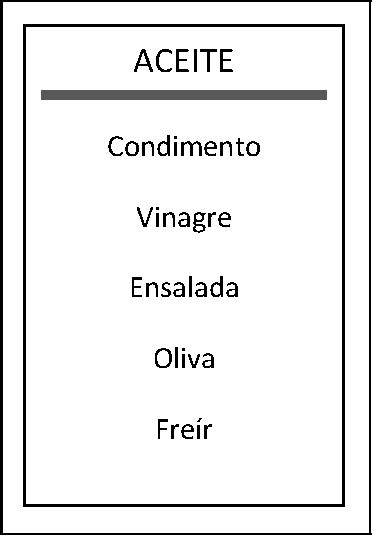 ACEITE
Condimento
Vinagre
Ensalada
Oliva
Freír